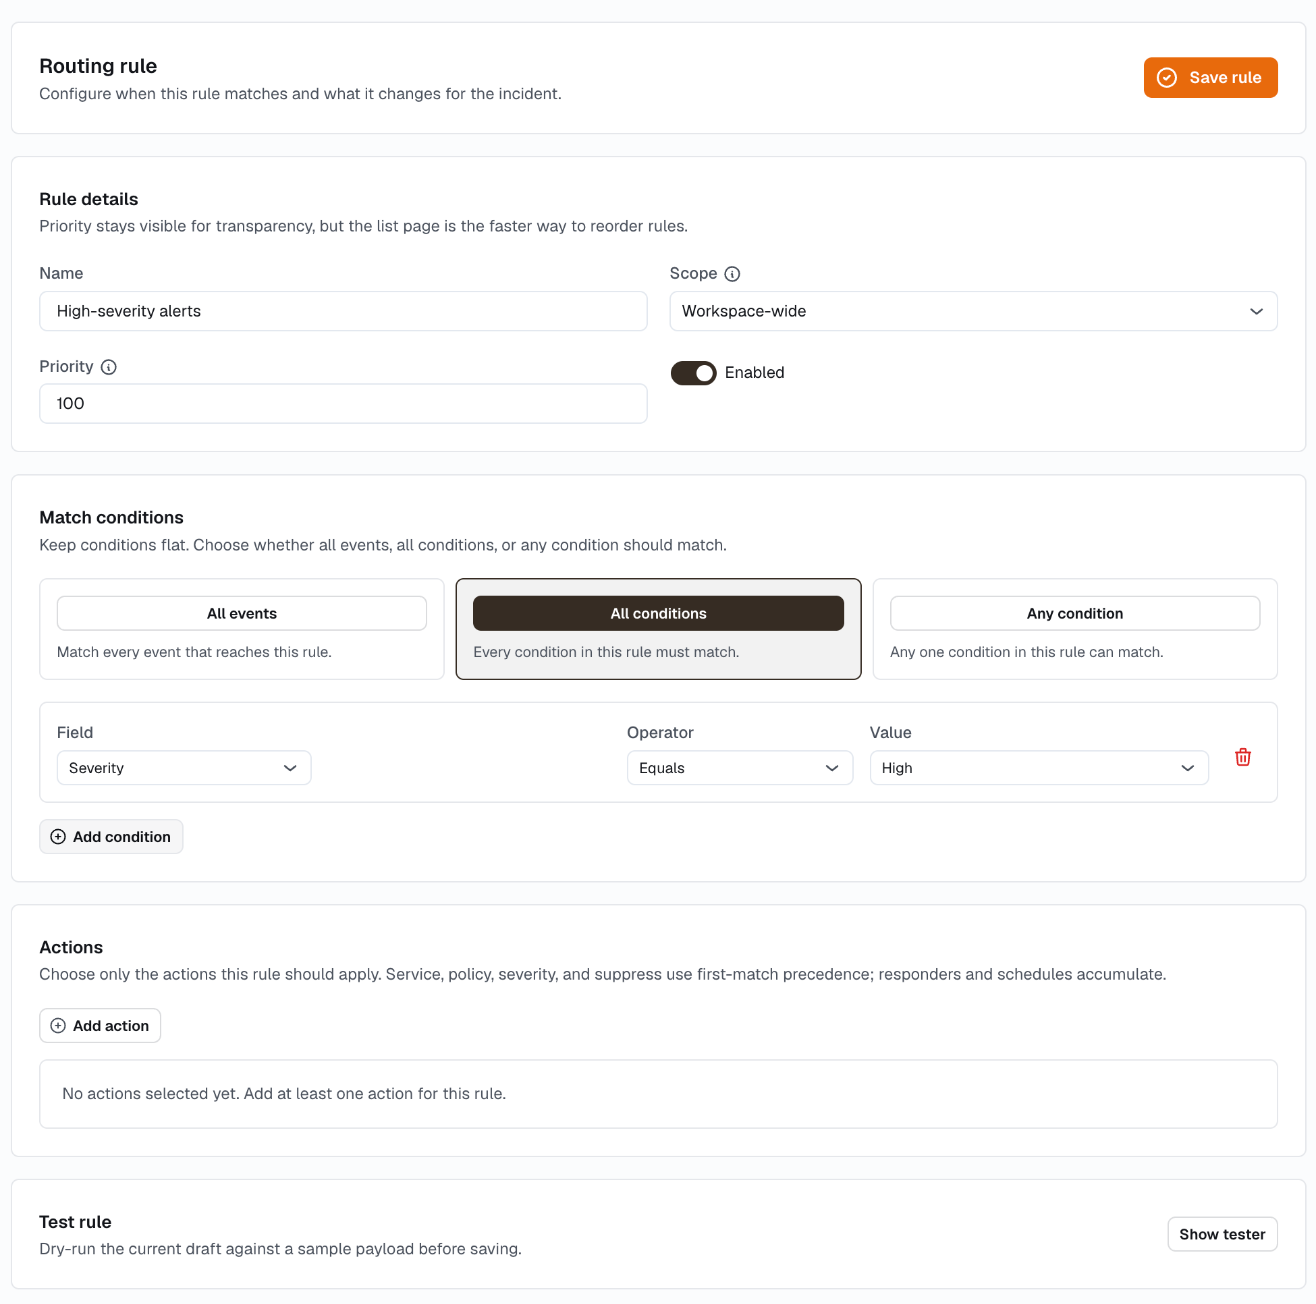 Routing rule
Configure when this rule matches and what it changes for the incident.
Save rule
Rule details
Priority stays visible for transparency, but the list page is the faster way to reorder rules.
Name
Scope
High-severity alerts
Workspace-wide
Priority
Enabled
100
Match conditions
Keep conditions flat. Choose whether all events, all conditions, or any condition should match.
All events
Match every event that reaches this rule.
All conditions
Every condition in this rule must match.
Any condition
Any one condition in this rule can match.
Field
Operator
Value
Severity
Equals
High
Add condition
Actions
Choose only the actions this rule should apply. Service, policy, severity, and suppress use first-match precedence; responders and schedules accumulate.
Add action
No actions selected yet. Add at least one action for this rule.
Test rule
Dry-run the current draft against a sample payload before saving.
Show tester